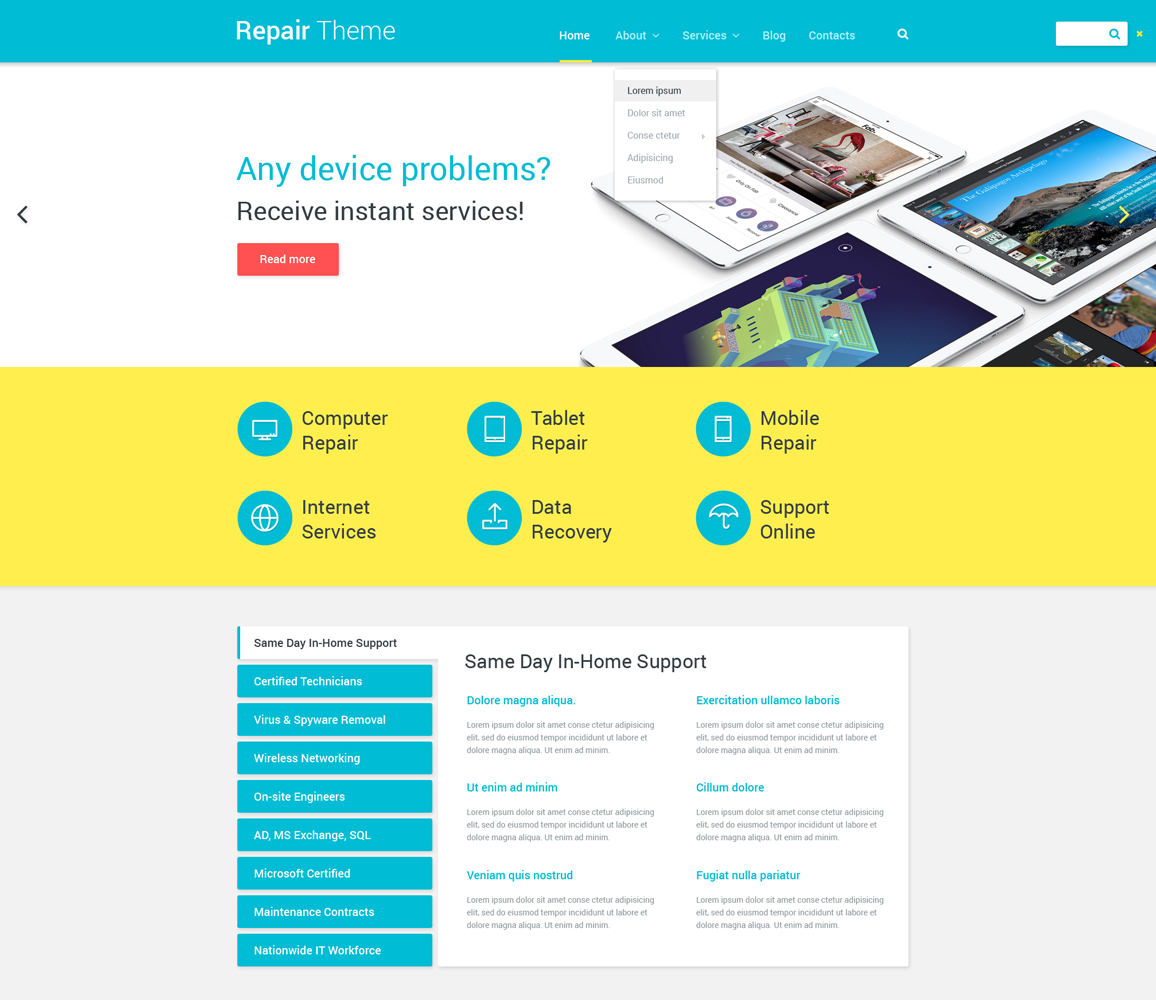 Repair Theme
Home
About
Services
Blog
Contacts
Lorem ipsum
Dolor sit amet
Conse ctetur
Adipisicing
Eiusmod
Any device problems?
Receive instant services!
Read more
The Galápagos Archipelago
Computer
Repair
Tablet
Repair
Mobile
Repair
Internet
Services
Data
Recovery
Support
Online
Same Day In-Home Support
Certified Technicians
Virus & Spyware Removal
Wireless Networking
On-site Engineers
AD, MS Exchange, SQL
Microsoft Certified
Maintenance Contracts
Nationwide IT Workforce
Same Day In-Home Support
Dolore magna aliqua.
Lorem ipsum dolor sit amet conse ctetur adipisicing
elit, sed do eiusmod tempor incididunt ut labore et
dolore magna aliqua. Ut enim ad minim.
Exercitation ullamco laboris
Lorem ipsum dolor sit amet conse ctetur adipisicing
elit, sed do eiusmod tempor incididunt ut labore et
dolore magna aliqua. Ut enim ad minim.
Ut enim ad minim
Lorem ipsum dolor sit amet conse ctetur adipisicing
elit, sed do eiusmod tempor incididunt ut labore et
dolore magna aliqua. Ut enim ad minim.
Cillum dolore
Lorem ipsum dolor sit amet conse ctetur adipisicing
elit, sed do eiusmod tempor incididunt ut labore et
dolore magna aliqua. Ut enim ad minim.
Veniam quis nostrud
Lorem ipsum dolor sit amet conse ctetur adipisicing
elit, sed do eiusmod tempor incididunt ut labore et
dolore magna aliqua. Ut enim ad minim.
Fugiat nulla pariatur
Lorem ipsum dolor sit amet conse ctetur adipisicing
elit, sed do eiusmod tempor incididunt ut labore et
dolore magna aliqua. Ut enim ad minim.